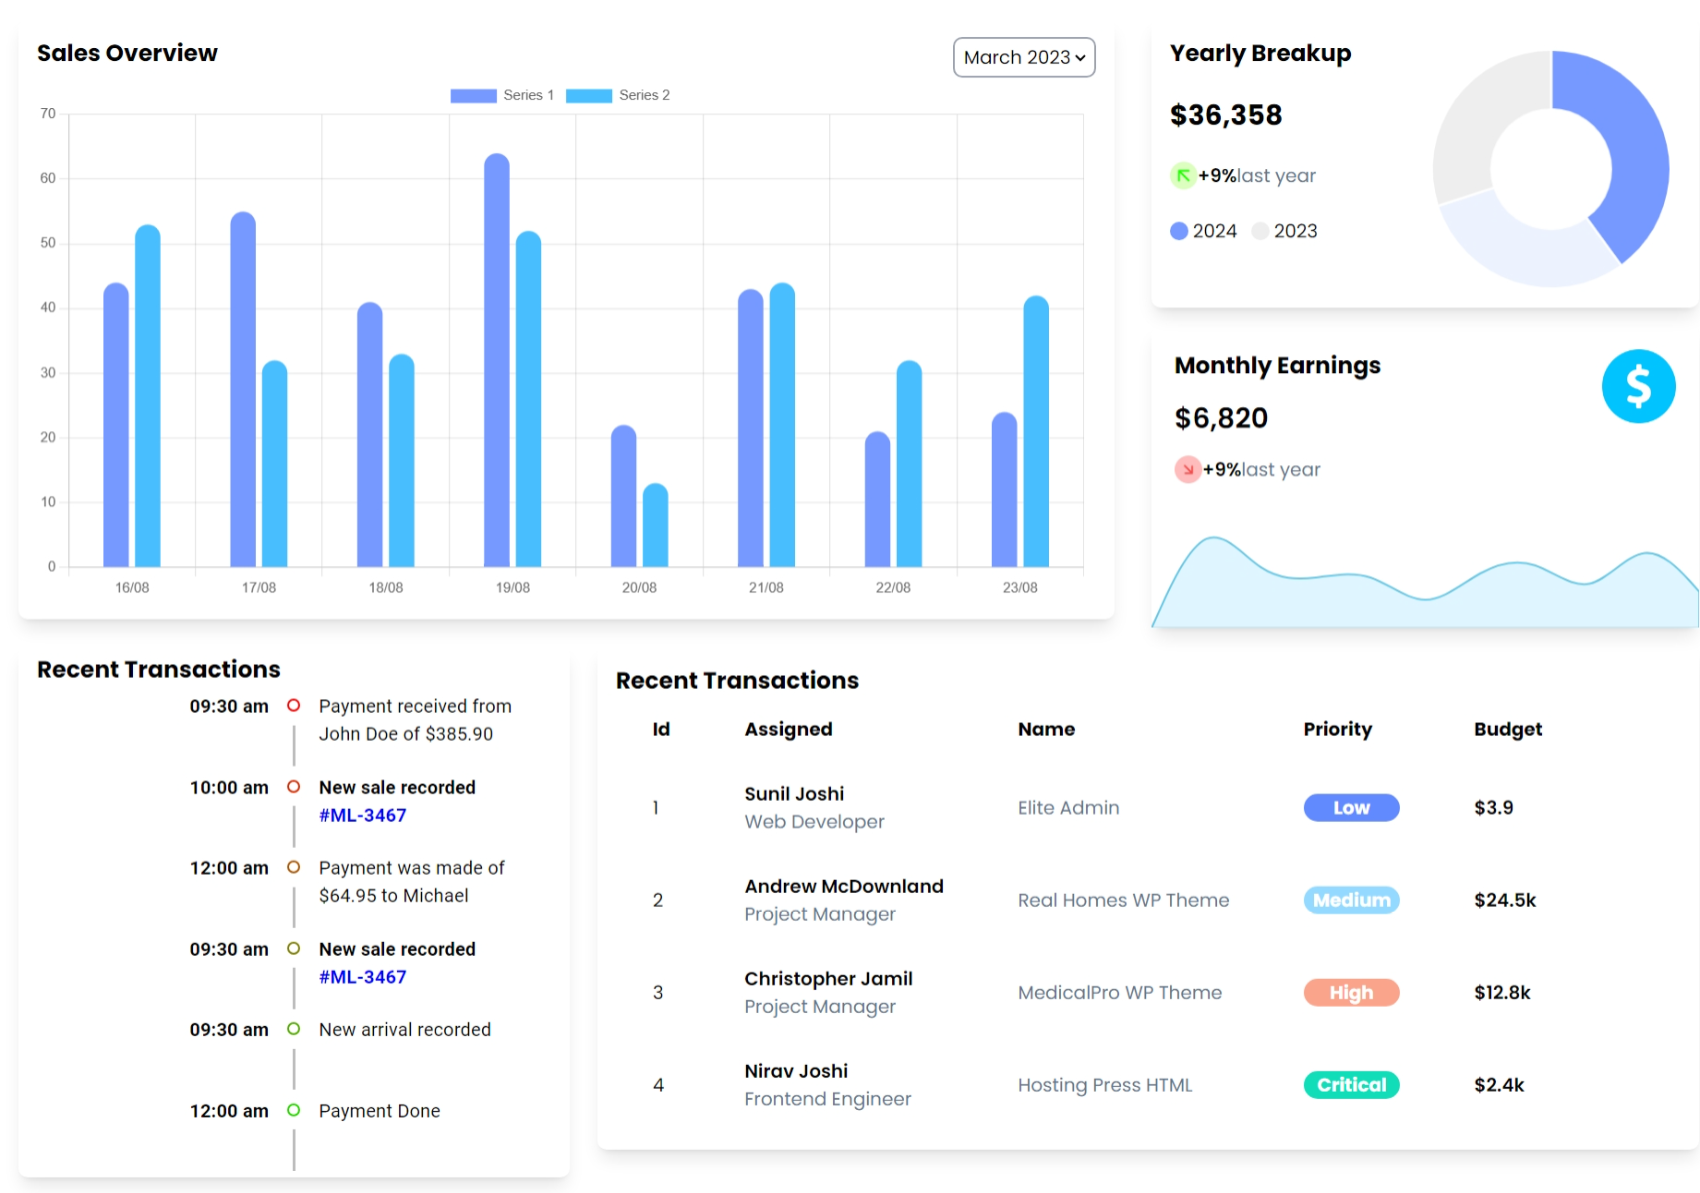 Sales Overview
March 2023
Series 1 Series 2
70
60
50
40
30
20
10
0
16/08 17/08 18/08 19/08 20/08 21/08 22/08 23/08
Yearly Breakup
$36,358
+9%last year
2024 2023
Monthly Earnings
$
$6,820
+9%last year
Recent Transactions
09:30 am Payment received from
John Doe of $385.90
10:00 am New sale recorded
#ML-3467
12:00 am Payment was made of
$64.95 to Michael
09:30 am New sale recorded
#ML-3467
09:30 am New arrival recorded
12:00 am Payment Done
Recent Transactions
Id Assigned Name Priority Budget
1 Sunil Joshi Elite Admin Low $3.9
Web Developer
2 Andrew McDownland Real Homes WP Theme Medium $24.5k
Project Manager
3 Christopher Jamil MedicalPro WP Theme High $12.8k
Project Manager
4 Nirav Joshi Hosting Press HTML Critical $2.4k
Frontend Engineer